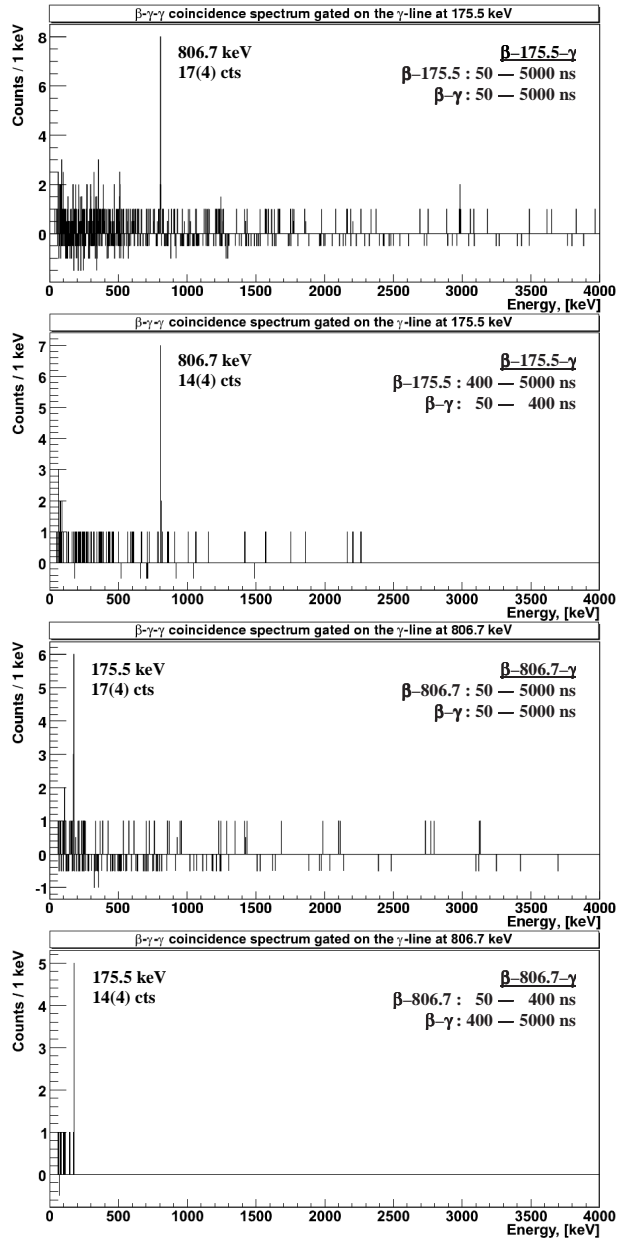 β-γ-γ coincidence spectrum gated on the γ-line at 175.5 keV
Counts / 1 keV
8
6
4
2
0
806.7 keV
17(4) cts
β–175.5–γ
β–175.5 : 50 — 5000 ns
β–γ : 50 — 5000 ns
0 500 1000 1500 2000 2500 3000 3500 4000
Energy, [keV]
β-γ-γ coincidence spectrum gated on the γ-line at 175.5 keV
Counts / 1 keV
7
6
5
4
3
2
1
0
806.7 keV
14(4) cts
β–175.5–γ
β–175.5 : 400 — 5000 ns
β–γ : 50 — 400 ns
0 500 1000 1500 2000 2500 3000 3500 4000
Energy, [keV]
β-γ-γ coincidence spectrum gated on the γ-line at 806.7 keV
Counts / 1 keV
6
5
4
3
2
1
0
-1
175.5 keV
17(4) cts
β–806.7–γ
β–806.7 : 50 — 5000 ns
β–γ : 50 — 5000 ns
0 500 1000 1500 2000 2500 3000 3500 4000
Energy, [keV]
β-γ-γ coincidence spectrum gated on the γ-line at 806.7 keV
Counts / 1 keV
5
4
3
2
1
0
175.5 keV
14(4) cts
β–806.7–γ
β–806.7 : 50 — 400 ns
β–γ : 400 — 5000 ns
0 500 1000 1500 2000 2500 3000 3500 4000
Energy, [keV]